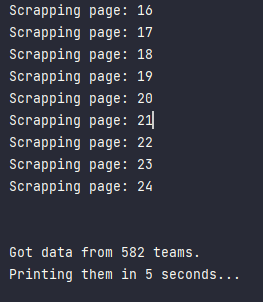 Scrapping page: 16
Scrapping page: 17
Scrapping page: 18
Scrapping page: 19
Scrapping page: 20
Scrapping page: 21
Scrapping page: 22
Scrapping page: 23
Scrapping page: 24
Got data from 582 teams.
Printing them in 5 seconds...